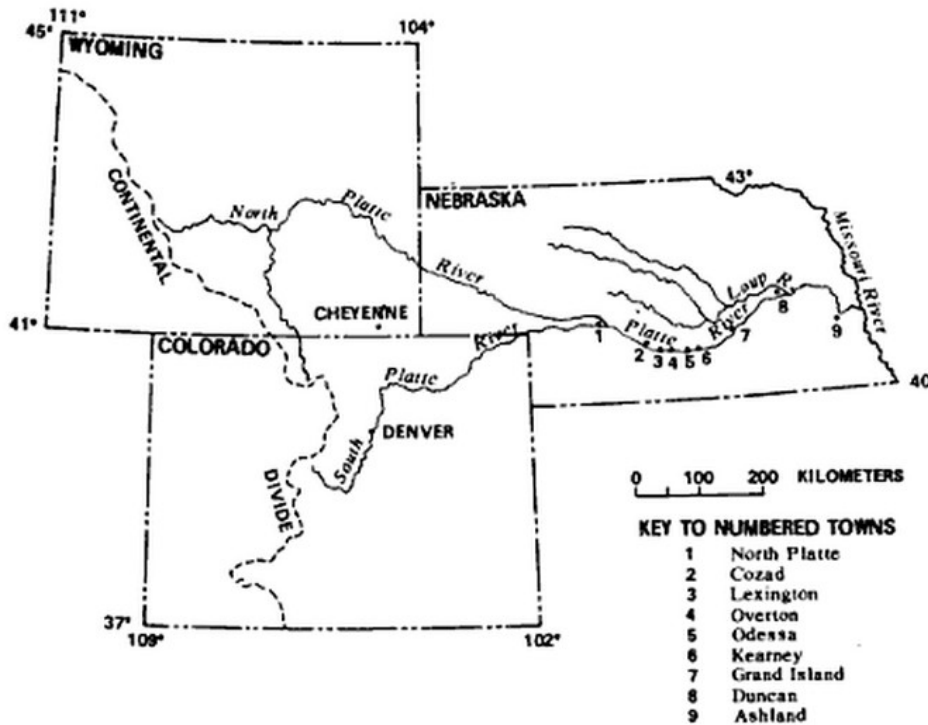 111°
104°
45°
WYOMING
CONTINENTAL
North
Platte
River
NEBRASKA
43°
Missouri River
Loup R.
CHEYENNE
41°
COLORADO
River
Platte
1
Platte
River
2 3 4 5 6
7
8
9
40
South
DENVER
DIVIDE
0 100 200 KILOMETERS
KEY TO NUMBERED TOWNS
1 North Platte
2 Cozad
3 Lexington
4 Overton
5 Odessa
6 Kearney
7 Grand Island
8 Duncan
9 Ashland
37°
109°
102°